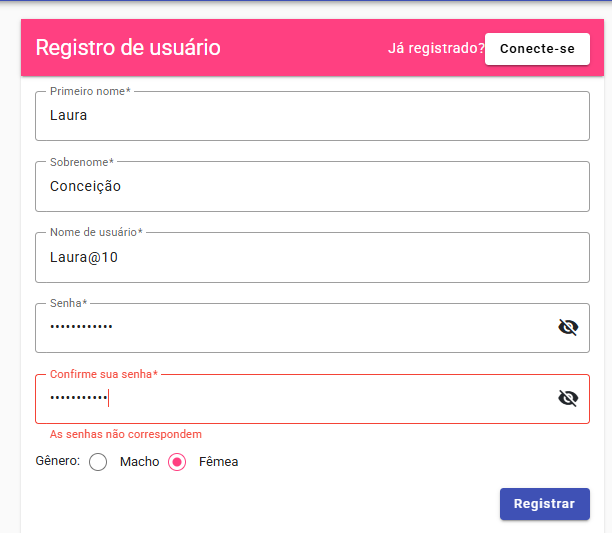 Registro de usuário
Já registrado? Conecte-se
Primeiro nome*
Laura
Sobrenome*
Conceição
Nome de usuário*
Laura@10
Senha*
••••••••••••
Confirme sua senha*
•••••••••••
As senhas não correspondem
Gênero: Macho Fêmea
Registrar